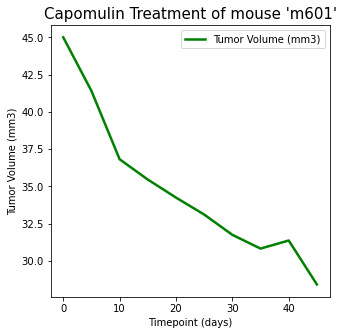 Capomulin Treatment of mouse 'm601'
Tumor Volume (mm3)
45.0
42.5
40.0
37.5
35.0
32.5
30.0
Tumor Volume (mm3)
0 10 20 30 40
Timepoint (days)